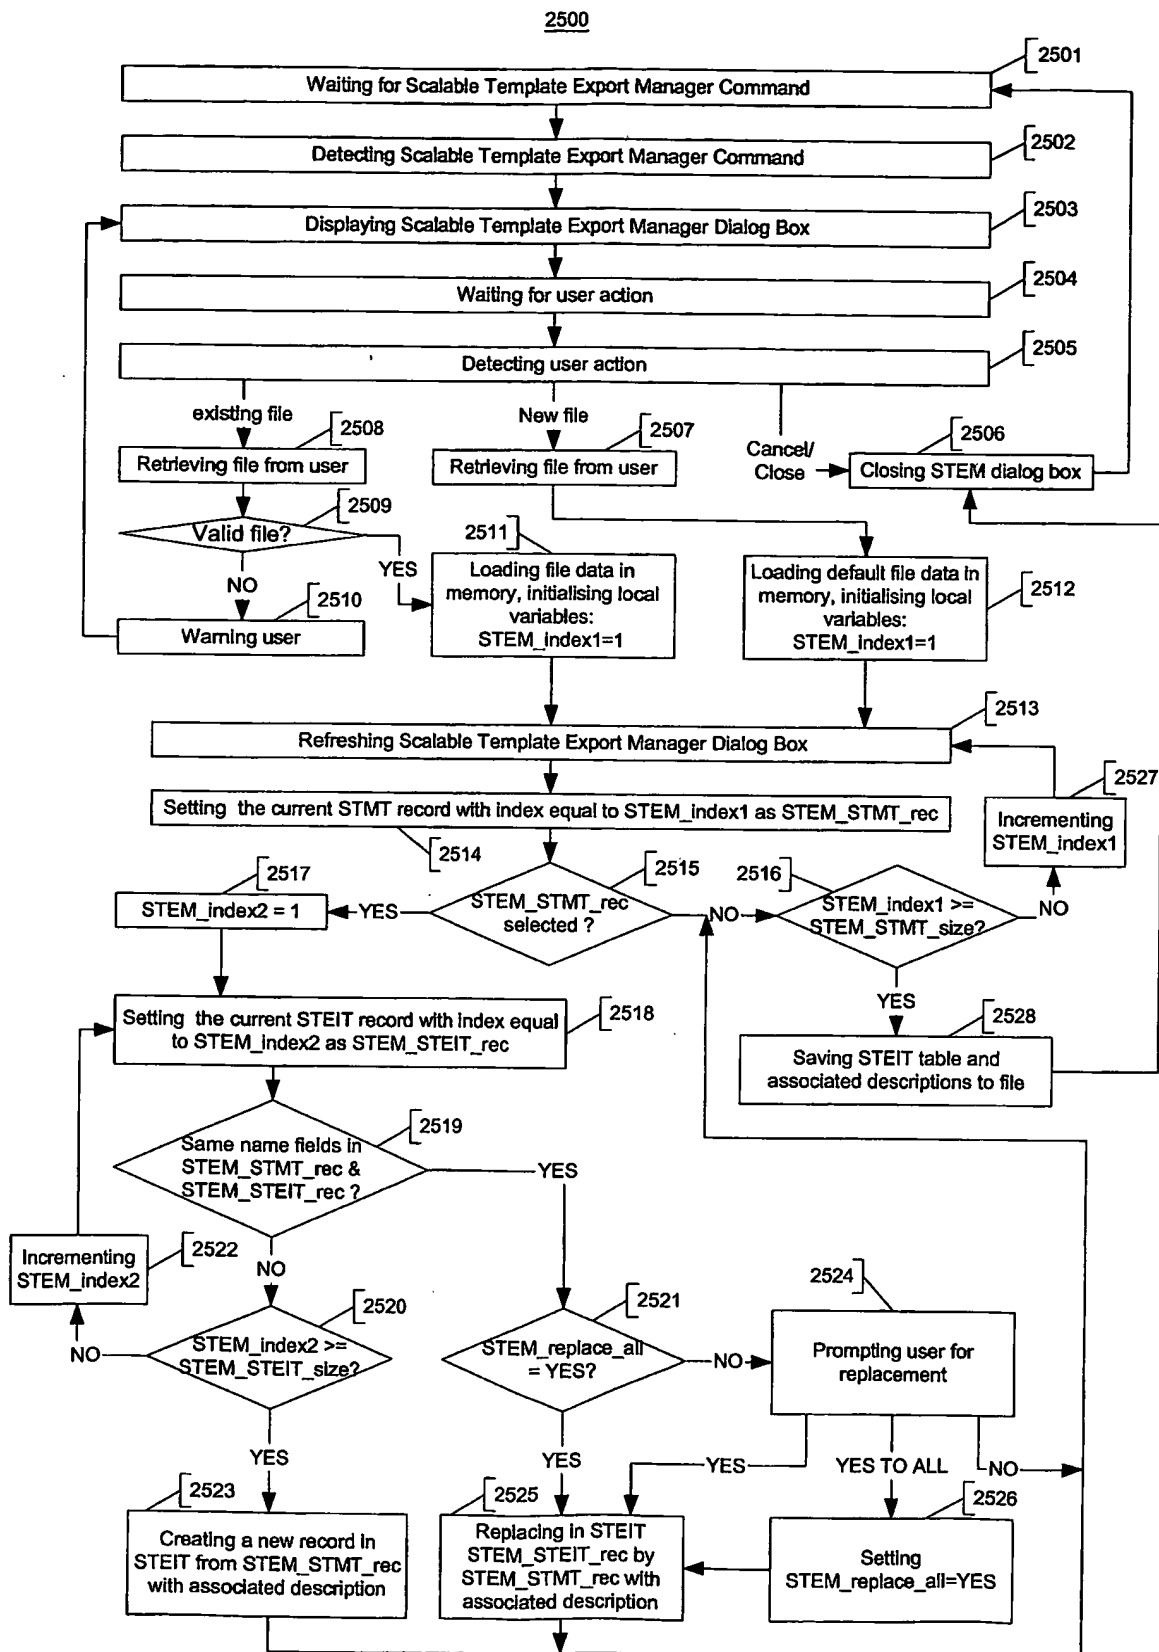 2500
2501
Waiting for Scalable Template Export Manager Command
2502
Detecting Scalable Template Export Manager Command
2503
Displaying Scalable Template Export Manager Dialog Box
2504
Waiting for user action
2505
Detecting user action
existing file
New file
Cancel/
Close
2508
Retrieving file from user
2507
Retrieving file from user
2506
Closing STEM dialog box
2509
Valid file?
YES
NO
2510
Warning user
2511
Loading file data in
memory, initialising local
variables:
STEM_index1=1
2512
Loading default file data in
memory, initialising local
variables:
STEM_index1=1
2513
Refreshing Scalable Template Export Manager Dialog Box
2514
Setting the current STMT record with index equal to STEM_index1 as STEM_STMT_rec
2527
Incrementing
STEM_index1
2517
STEM_index2 = 1
YES
2515
STEM_STMT_rec
selected ?
NO
2516
STEM_index1 >=
STEM_STMT_size?
NO
YES
2518
Setting the current STEIT record with index equal
to STEM_index2 as STEM_STEIT_rec
2528
Saving STEIT table and
associated descriptions to file
2519
Same name fields in
STEM_STMT_rec &
STEM_STEIT_rec ?
YES
NO
2522
Incrementing
STEM_index2
2520
STEM_index2 >=
STEM_STEIT_size?
NO
YES
2521
STEM_replace_all
= YES?
NO
YES
2524
Prompting user for
replacement
YES
YES TO ALL
NO
2523
Creating a new record in
STEIT from STEM_STMT_rec
with associated description
2525
Replacing in STEIT
STEM_STEIT_rec by
STEM_STMT_rec with
associated description
2526
Setting
STEM_replace_all=YES